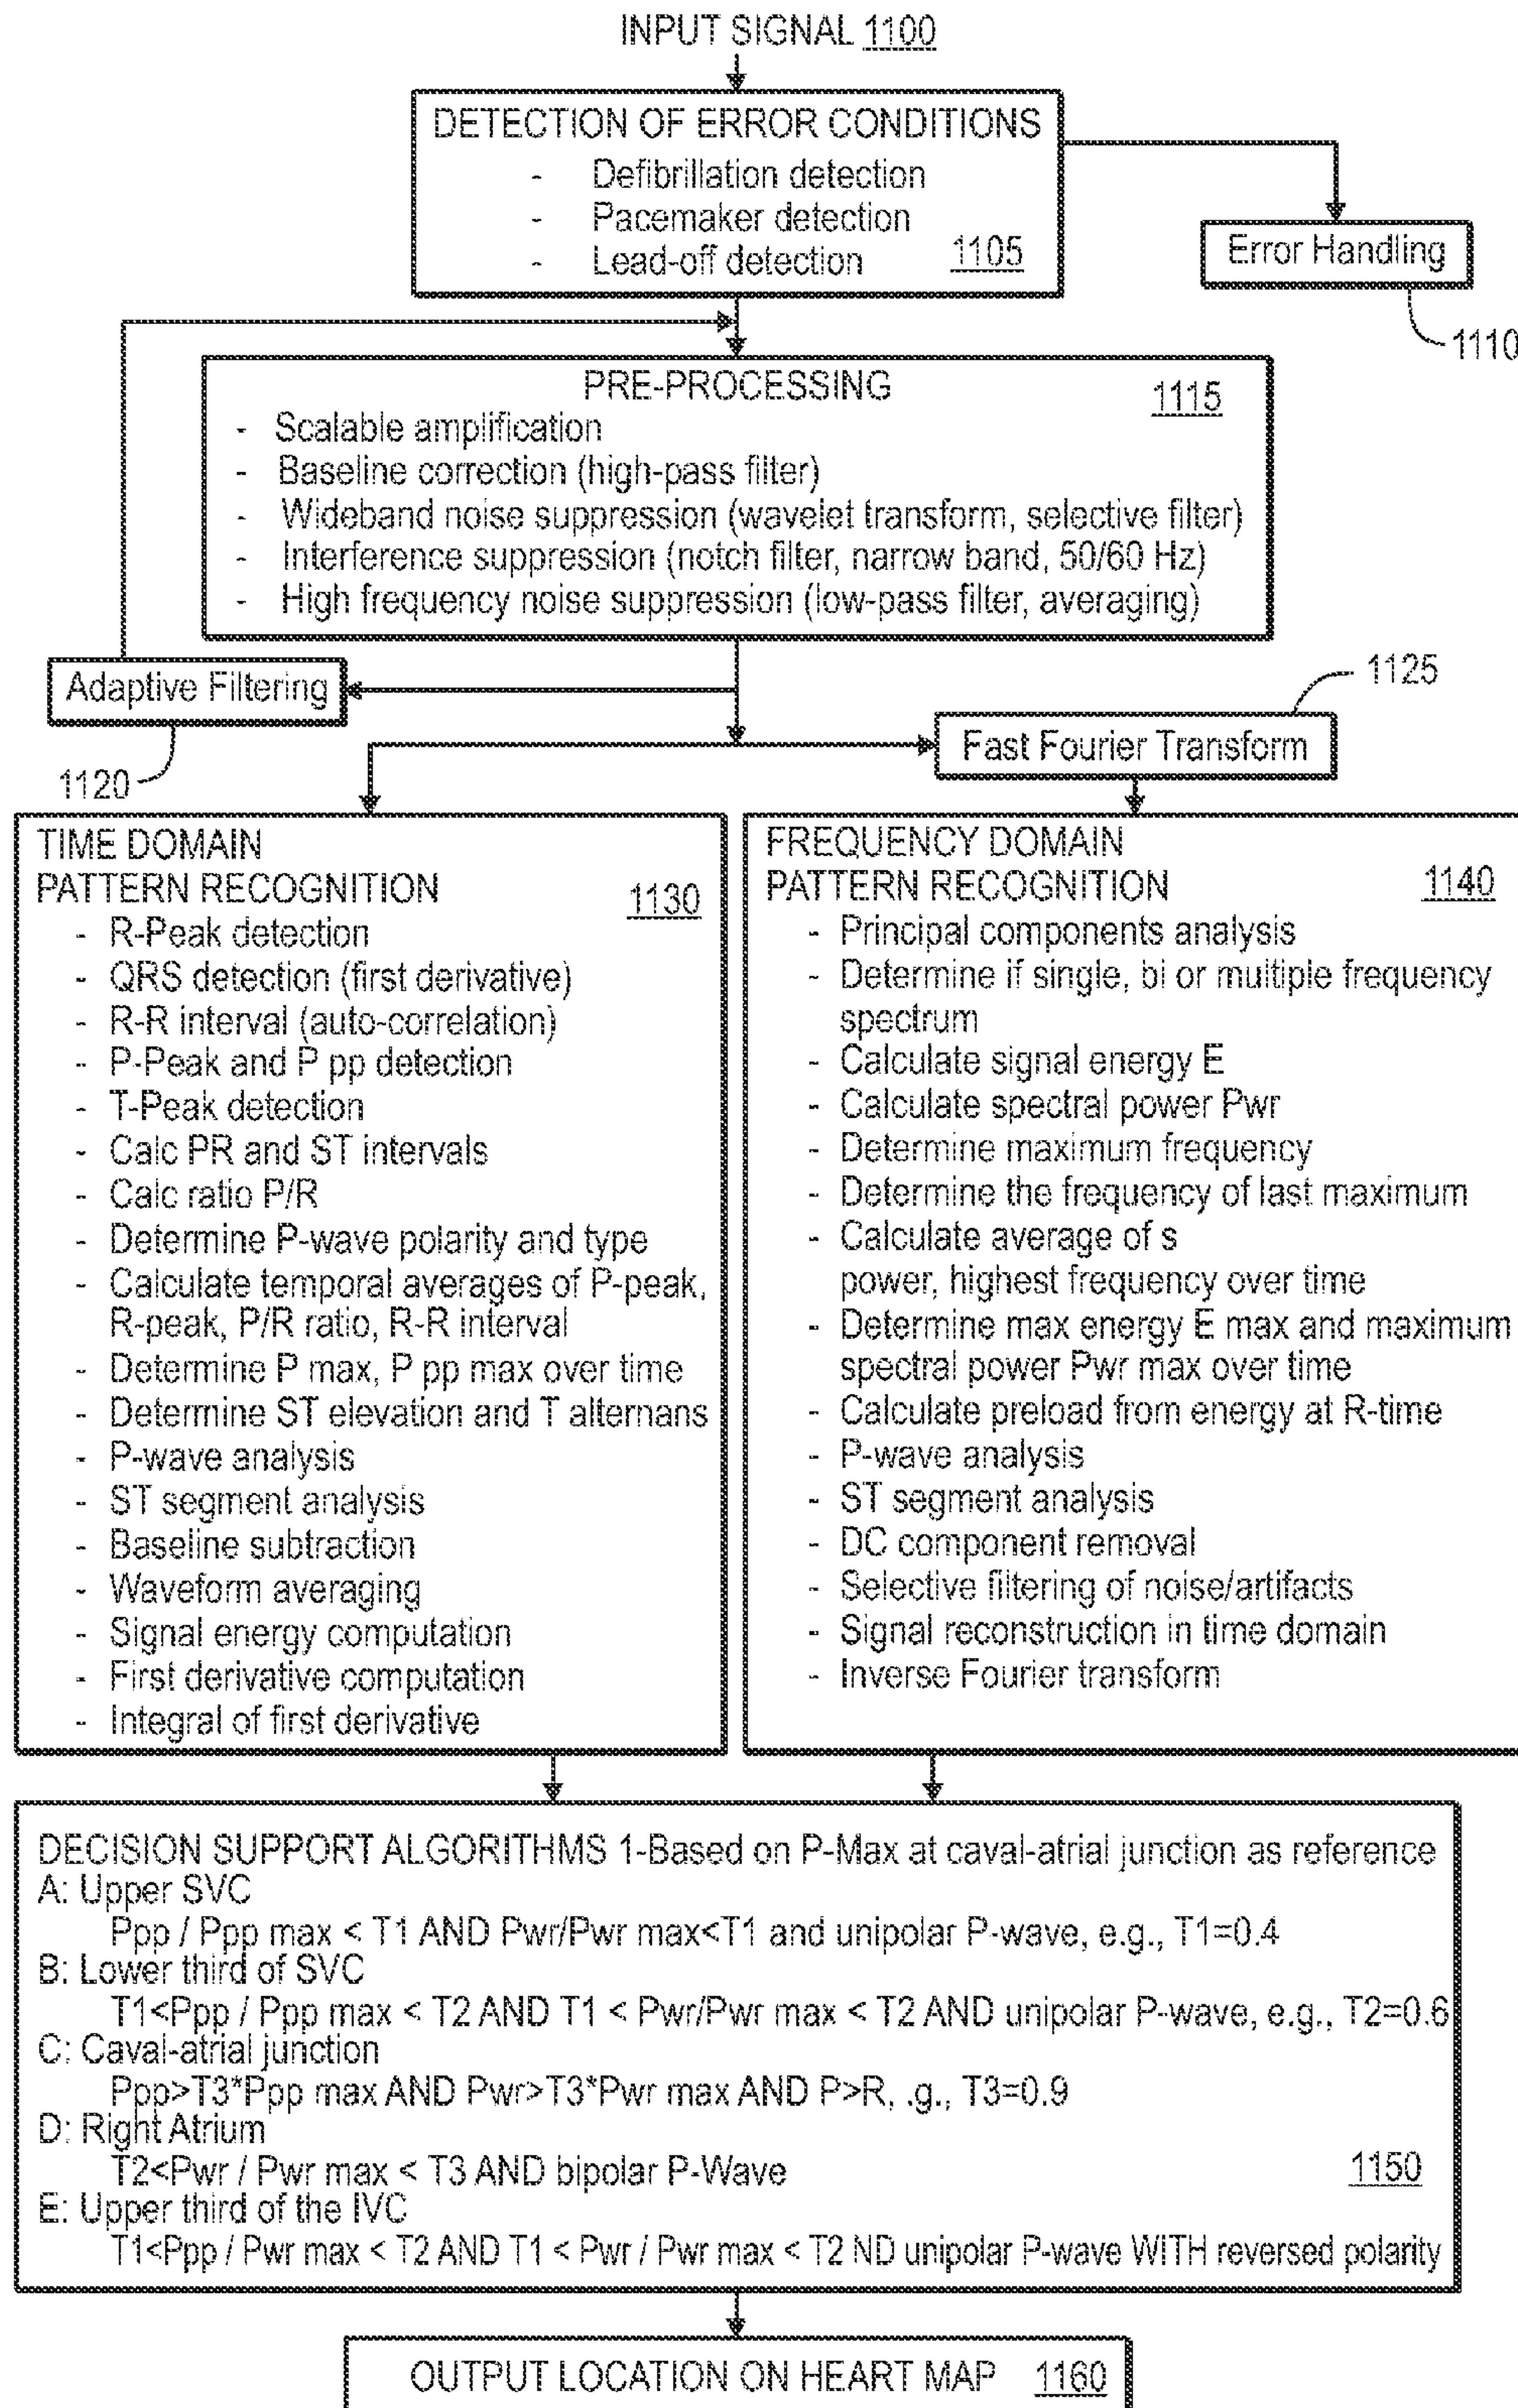 INPUT SIGNAL 1100
DETECTION OF ERROR CONDITIONS
- Defibrillation detection
- Pacemaker detection
- Lead-off detection 1105
Error Handling
1110
PRE-PROCESSING 1115
- Scalable amplification
- Baseline correction (high-pass filter)
- Wideband noise suppression (wavelet transform, selective filter)
- Interference suppression (notch filter, narrow band, 50/60 Hz)
- High frequency noise suppression (low-pass filter, averaging)
Adaptive Filtering
1120
1125
Fast Fourier Transform
TIME DOMAIN
PATTERN RECOGNITION 1130
- R-Peak detection
- QRS detection (first derivative)
- R-R interval (auto-correlation)
- P-Peak and P pp detection
- T-Peak detection
- Calc PR and ST intervals
- Calc ratio P/R
- Determine P-wave polarity and type
- Calculate temporal averages of P-peak,
R-peak, P/R ratio, R-R interval
- Determine P max, P pp max over time
- Determine ST elevation and T alternans
- P-wave analysis
- ST segment analysis
- Baseline subtraction
- Waveform averaging
- Signal energy computation
- First derivative computation
- Integral of first derivative
FREQUENCY DOMAIN
PATTERN RECOGNITION 1140
- Principal components analysis
- Determine if single, bi or multiple frequency
spectrum
- Calculate signal energy E
- Calculate spectral power Pwr
- Determine maximum frequency
- Determine the frequency of last maximum
- Calculate average of s
power, highest frequency over time
- Determine max energy E max and maximum
spectral power Pwr max over time
- Calculate preload from energy at R-time
- P-wave analysis
- ST segment analysis
- DC component removal
- Selective filtering of noise/artifacts
- Signal reconstruction in time domain
- Inverse Fourier transform
DECISION SUPPORT ALGORITHMS 1-Based on P-Max at caval-atrial junction as reference
A: Upper SVC
Ppp / Ppp max < T1 AND Pwr/Pwr max<T1 and unipolar P-wave, e.g., T1=0.4
B: Lower third of SVC
T1<Ppp / Ppp max < T2 AND T1 < Pwr/Pwr max < T2 AND unipolar P-wave, e.g., T2=0.6
C: Caval-atrial junction
Ppp>T3*Ppp max AND Pwr>T3*Pwr max AND P>R, .g., T3=0.9
D: Right Atrium
T2<Pwr / Pwr max < T3 AND bipolar P-Wave
1150
E: Upper third of the IVC
T1<Ppp / Pwr max < T2 AND T1 < Pwr / Pwr max < T2 ND unipolar P-wave WITH reversed polarity
OUTPUT LOCATION ON HEART MAP 1160